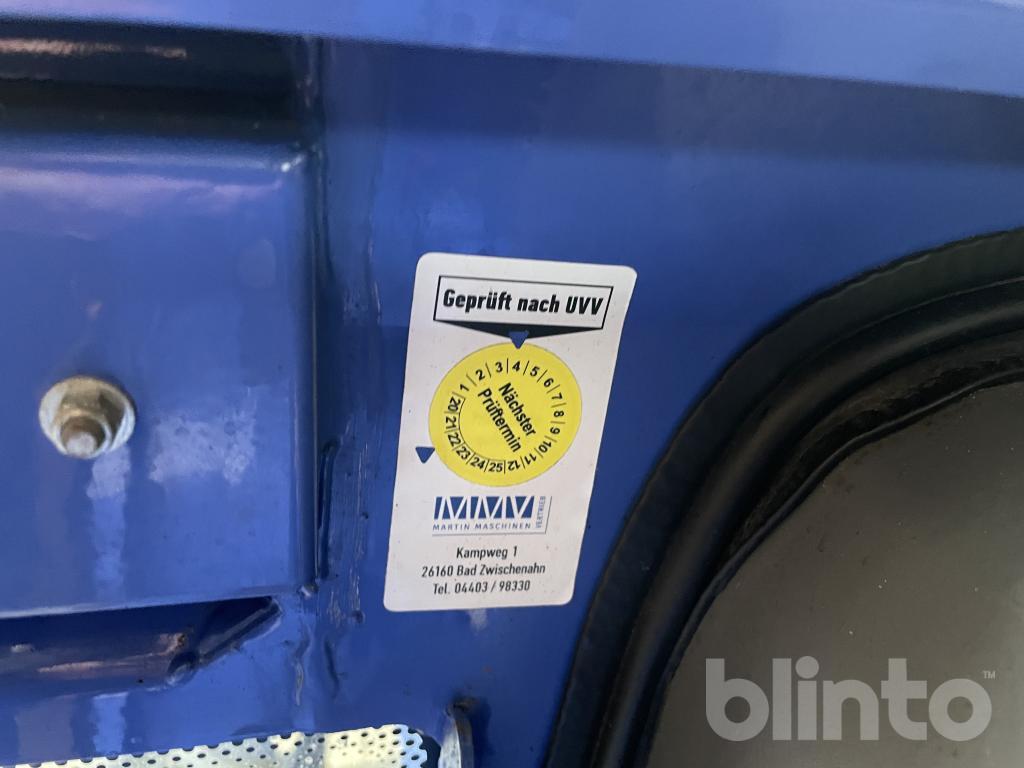 Geprüft nach UVV
1 | 2 | 3 | 4 | 5 | 6 | 7 | 8 | 9 | 10 | 11 | 12
20 | 21 | 22 | 23 | 24 | 25
Nächster
Prüftermin
MMV
MARTIN MASCHINEN
VERTRIEB
Kampweg 1
26160 Bad Zwischenahn
Tel. 04403 / 98330
blinto™